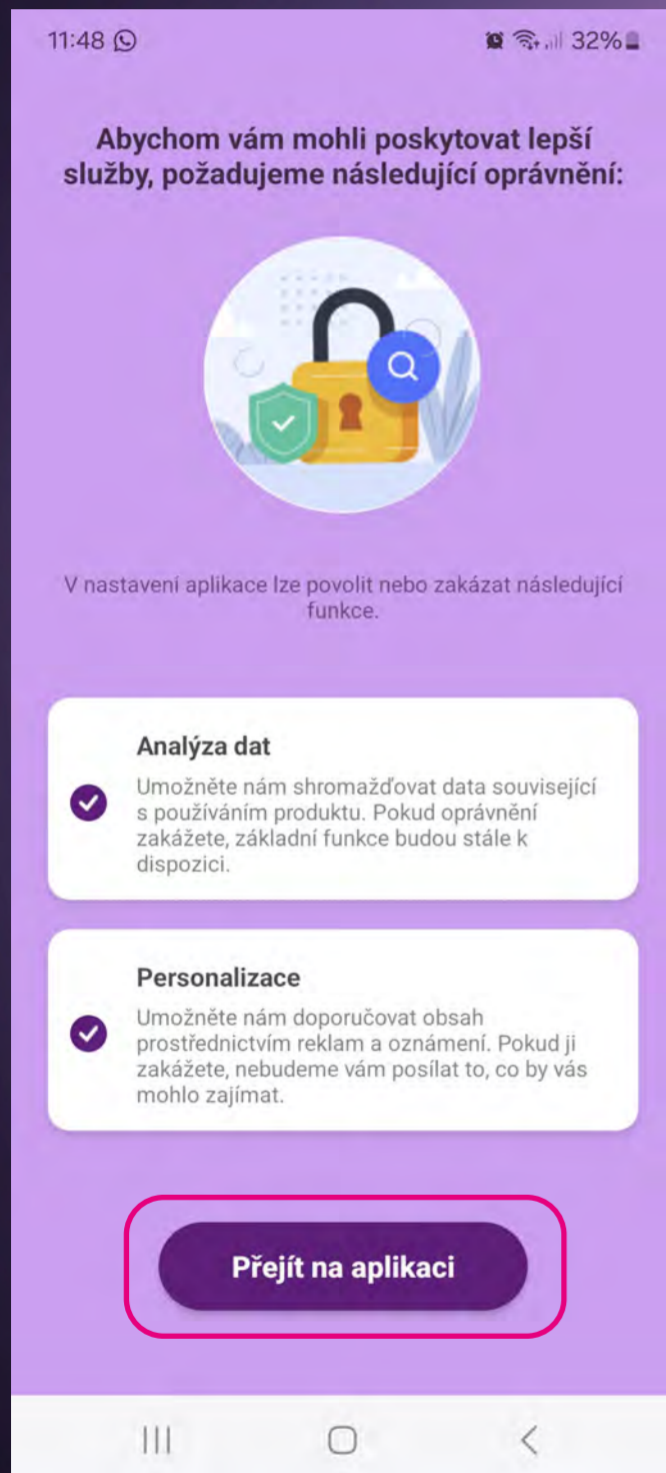 11:48 32%
Abychom vám mohli poskytovat lepší
služby, požadujeme následující oprávnění:
V nastavení aplikace lze povolit nebo zakázat následující
funkce.
Analýza dat
Umožněte nám shromažďovat data související
s používáním produktu. Pokud oprávnění
zakážete, základní funkce budou stále k
dispozici.
Personalizace
Umožněte nám doporučovat obsah
prostřednictvím reklam a oznámení. Pokud ji
zakážete, nebudeme vám posílat to, co by vás
mohlo zajímat.
Přejít na aplikaci